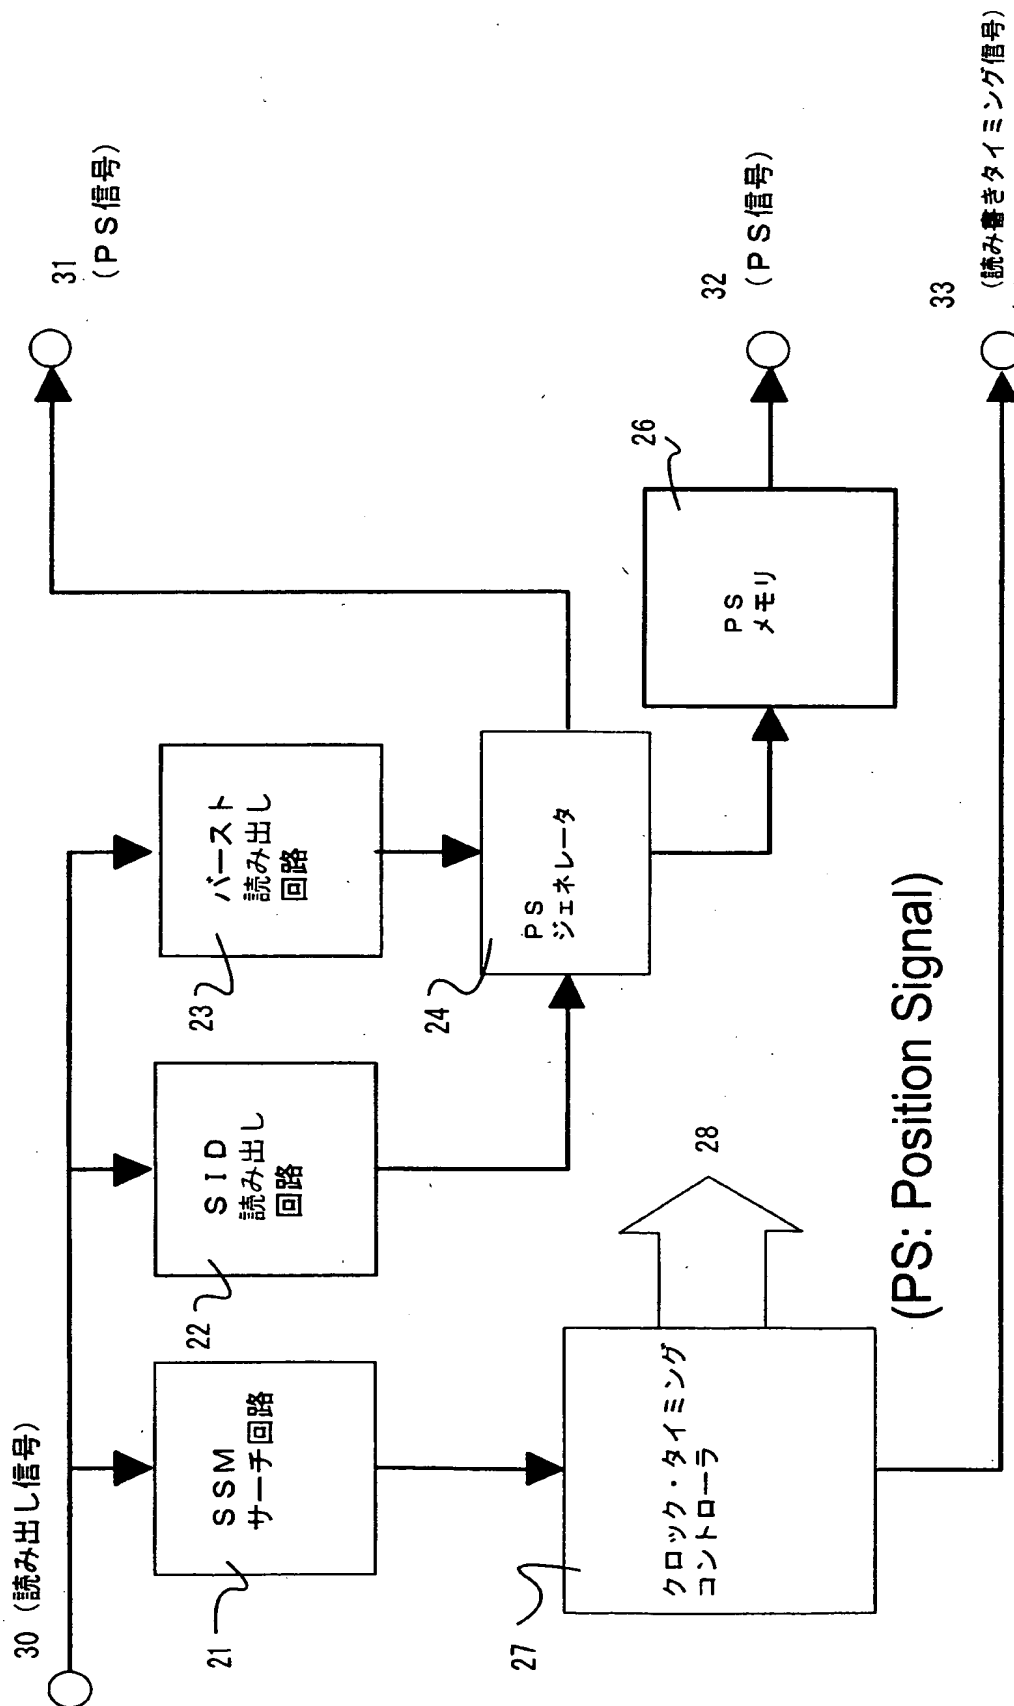 30 (読み出し信号)
31
(PS信号)
21
SSM
サーチ回路
22
SID
読み出し
回路
23
バースト
読み出し
回路
24
PS
ジェネレータ
26
PS
メモリ
32
(PS信号)
27
クロック・タイミング
コントローラ
28
(PS: Position Signal)
33
(読み書きタイミング信号)